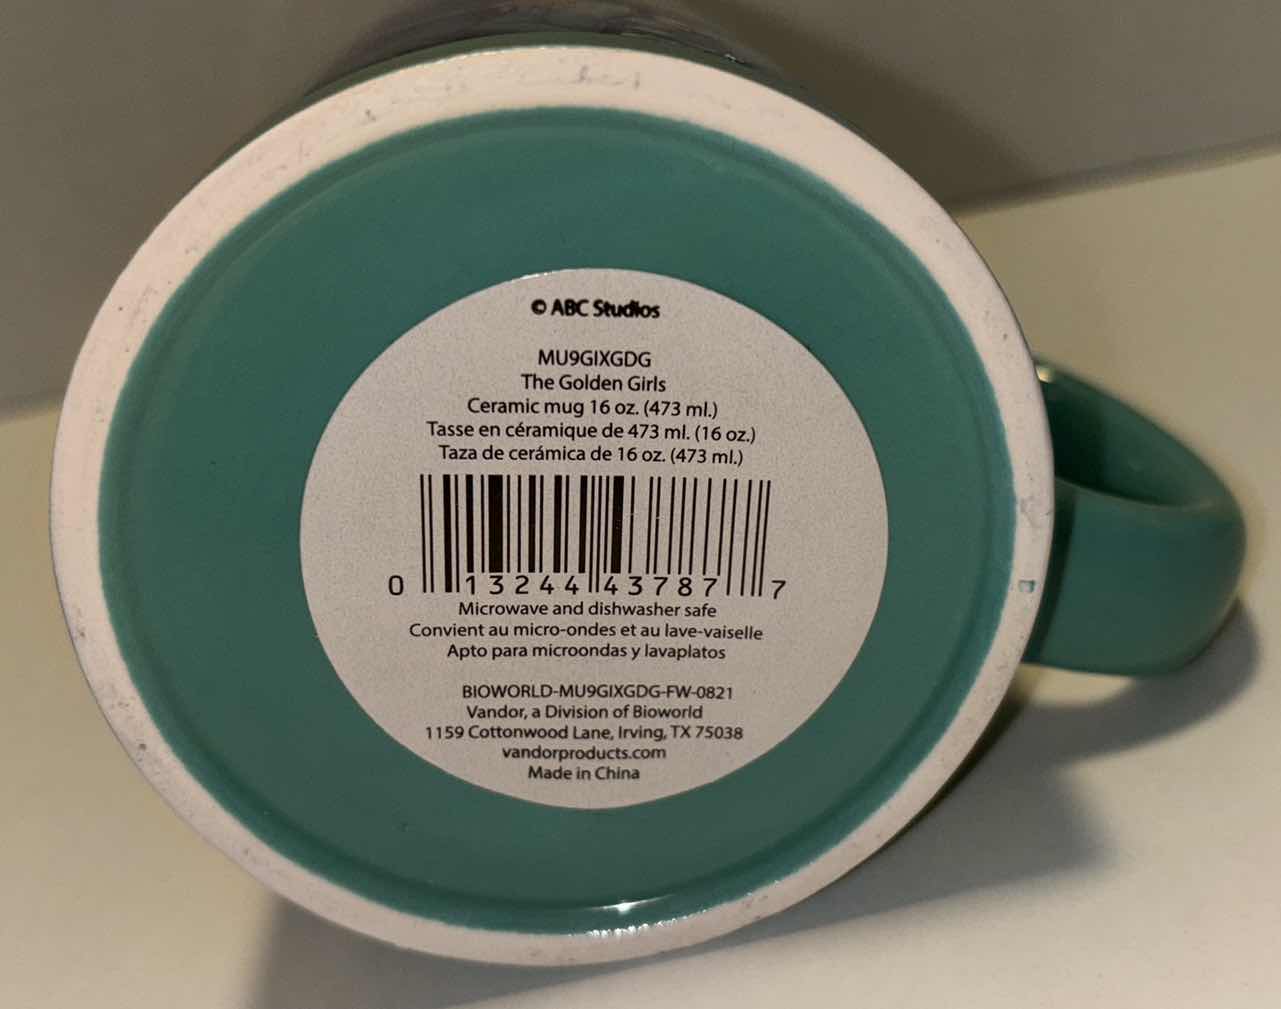 © ABC Studios
MU9GIXGDG
The Golden Girls
Ceramic mug 16 oz. (473 ml.)
Tasse en céramique de 473 ml. (16 oz.)
Taza de cerámica de 16 oz. (473 ml.)
0 13244 43787 7
Microwave and dishwasher safe
Convient au micro-ondes et au lave-vaiselle
Apto para microondas y lavaplatos
BIOWORLD-MU9GIXGDG-FW-0821
Vandor, a Division of Bioworld
1159 Cottonwood Lane, Irving, TX 75038
vandorproducts.com
Made in China